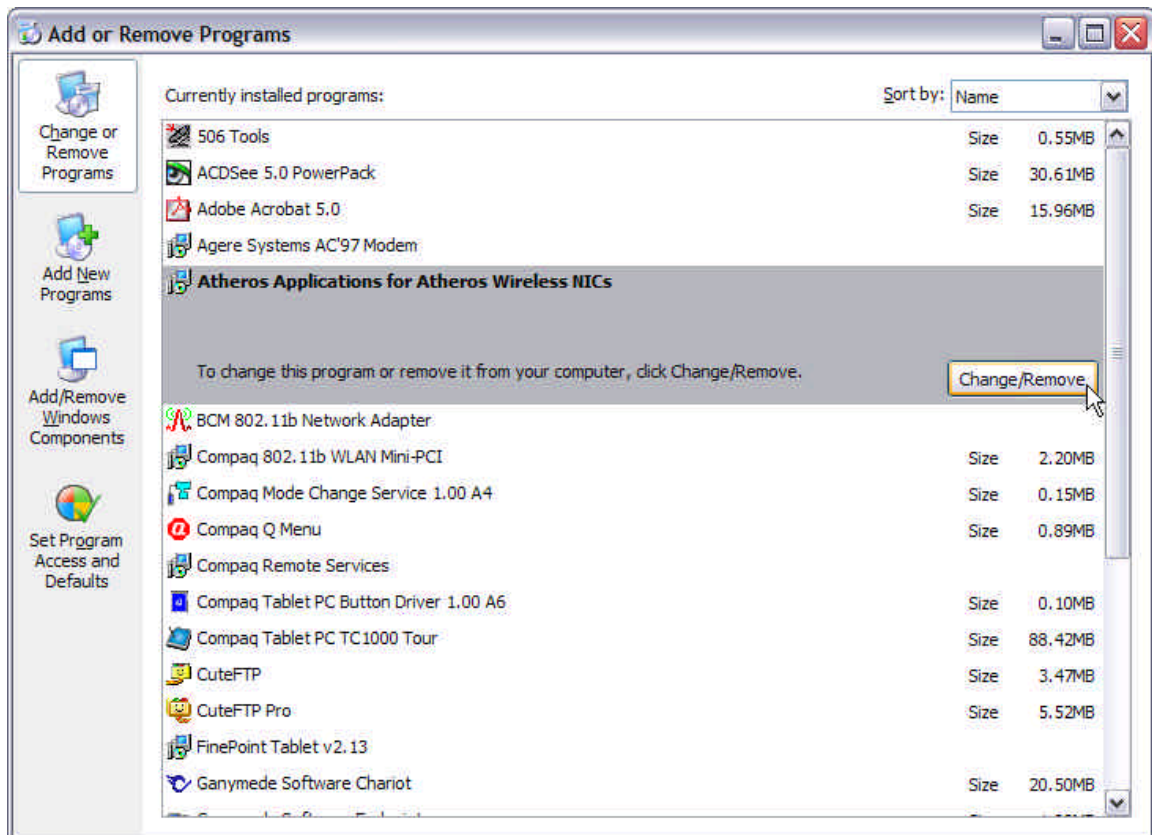 Add or Remove Programs
Change or
Remove
Programs
Add New
Programs
Add/Remove
Windows
Components
Set Program
Access and
Defaults
Currently installed programs:
Sort by: Name
506 Tools Size 0.55MB
ACDSee 5.0 PowerPack Size 30.61MB
Adobe Acrobat 5.0 Size 15.96MB
Agere Systems AC'97 Modem
Atheros Applications for Atheros Wireless NICs
To change this program or remove it from your computer, click Change/Remove. Change/Remove
BCM 802.11b Network Adapter
Compaq 802.11b WLAN Mini-PCI Size 2.20MB
Compaq Mode Change Service 1.00 A4 Size 0.15MB
Compaq Q Menu Size 0.89MB
Compaq Remote Services
Compaq Tablet PC Button Driver 1.00 A6 Size 0.10MB
Compaq Tablet PC TC1000 Tour Size 88.42MB
CuteFTP Size 3.47MB
CuteFTP Pro Size 5.52MB
FinePoint Tablet v2.13
Ganymede Software Chariot Size 20.50MB